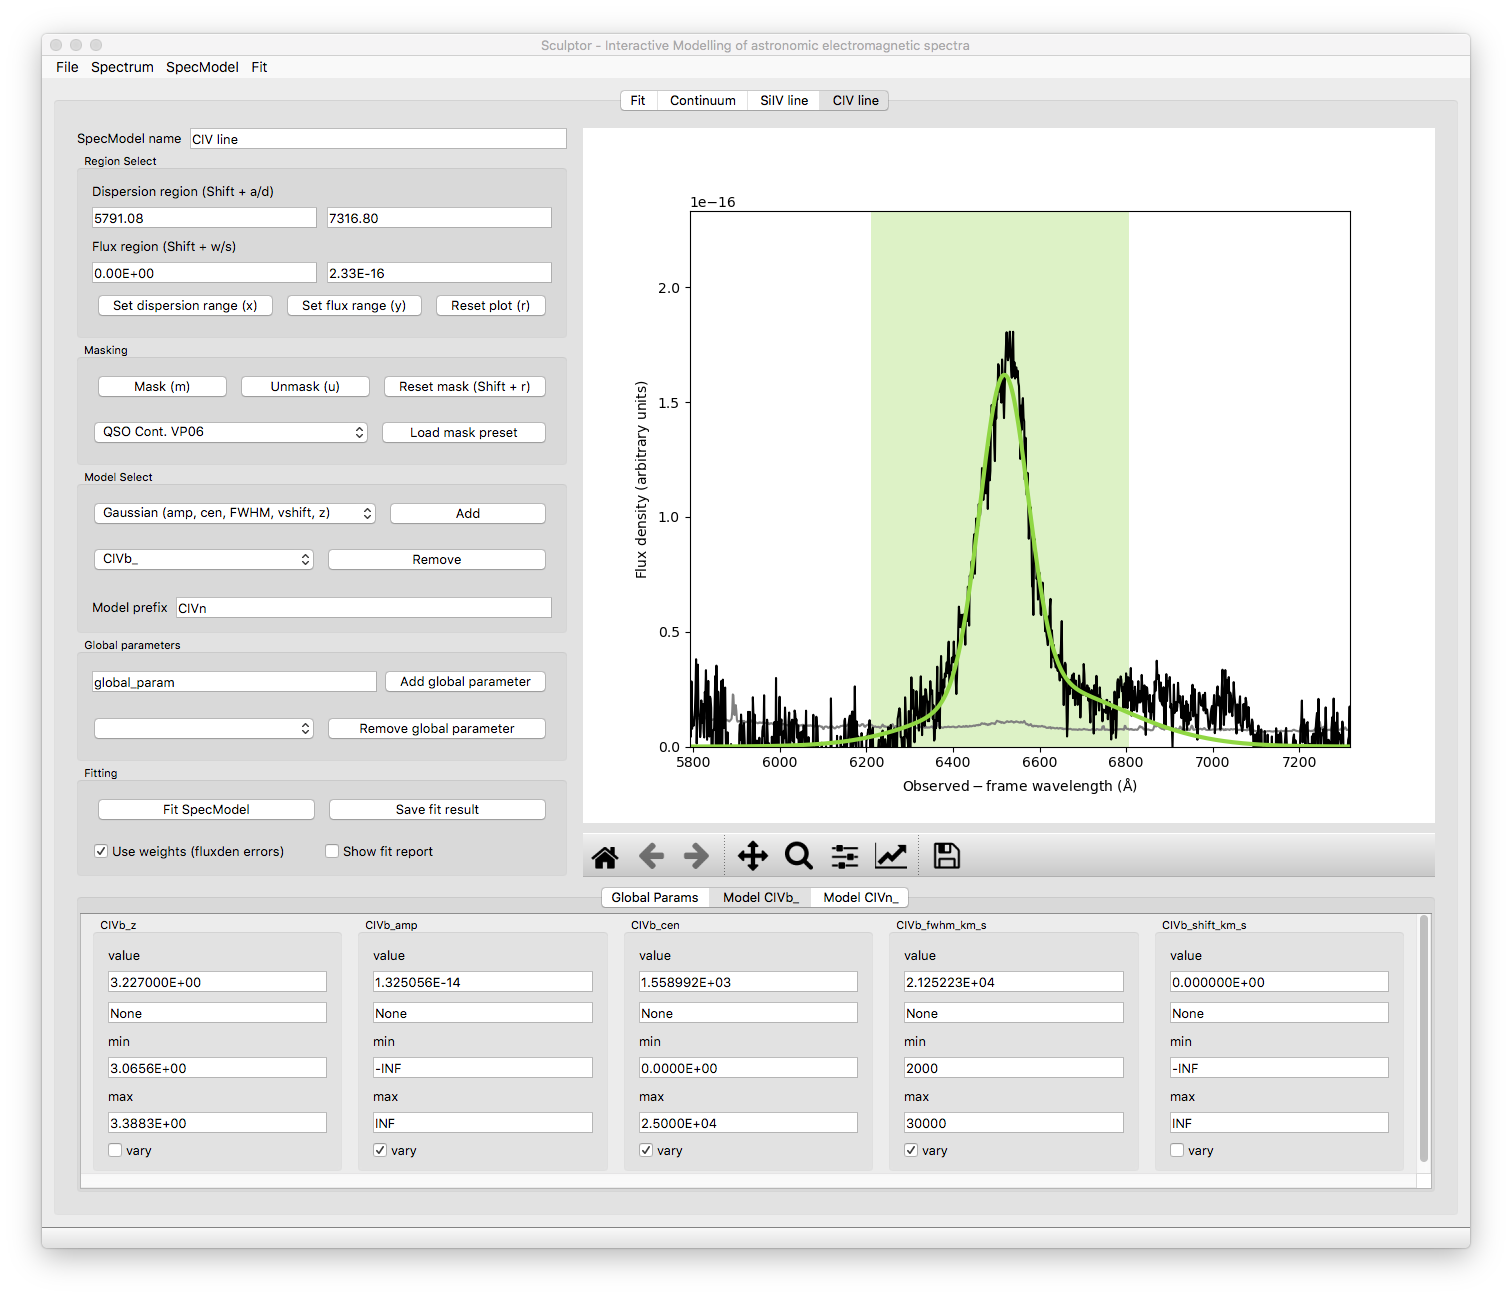 Sculptor - Interactive Modelling of astronomic electromagnetic spectra
File Spectrum SpecModel Fit
Fit Continuum SiIV line CIV line
SpecModel name CIV line
Region Select
Dispersion region (Shift + a/d)
5791.08 7316.80
Flux region (Shift + w/s)
0.00E+00 2.33E-16
Set dispersion range (x) Set flux range (y) Reset plot (r)
Masking
Mask (m) Unmask (u) Reset mask (Shift + r)
QSO Cont. VP06 Load mask preset
Model Select
Gaussian (amp, cen, FWHM, vshift, z) Add
CIVb_ Remove
Model prefix CIVn
Global parameters
global_param Add global parameter
Remove global parameter
Fitting
Fit SpecModel Save fit result
Use weights (fluxden errors) Show fit report
1e−16
2.0
1.5
1.0
0.5
0.0
Flux density (arbitrary units)
5800 6000 6200 6400 6600 6800 7000 7200
Observed − frame wavelength (Å)
Global Params Model CIVb_ Model CIVn_
CIVb_z CIVb_amp CIVb_cen CIVb_fwhm_km_s CIVb_shift_km_s
value value value value value
3.227000E+00 1.325056E-14 1.558992E+03 2.125223E+04 0.000000E+00
None None None None None
min min min min min
3.0656E+00 -INF 0.0000E+00 2000 -INF
max max max max max
3.3883E+00 INF 2.5000E+04 30000 INF
vary vary vary vary vary